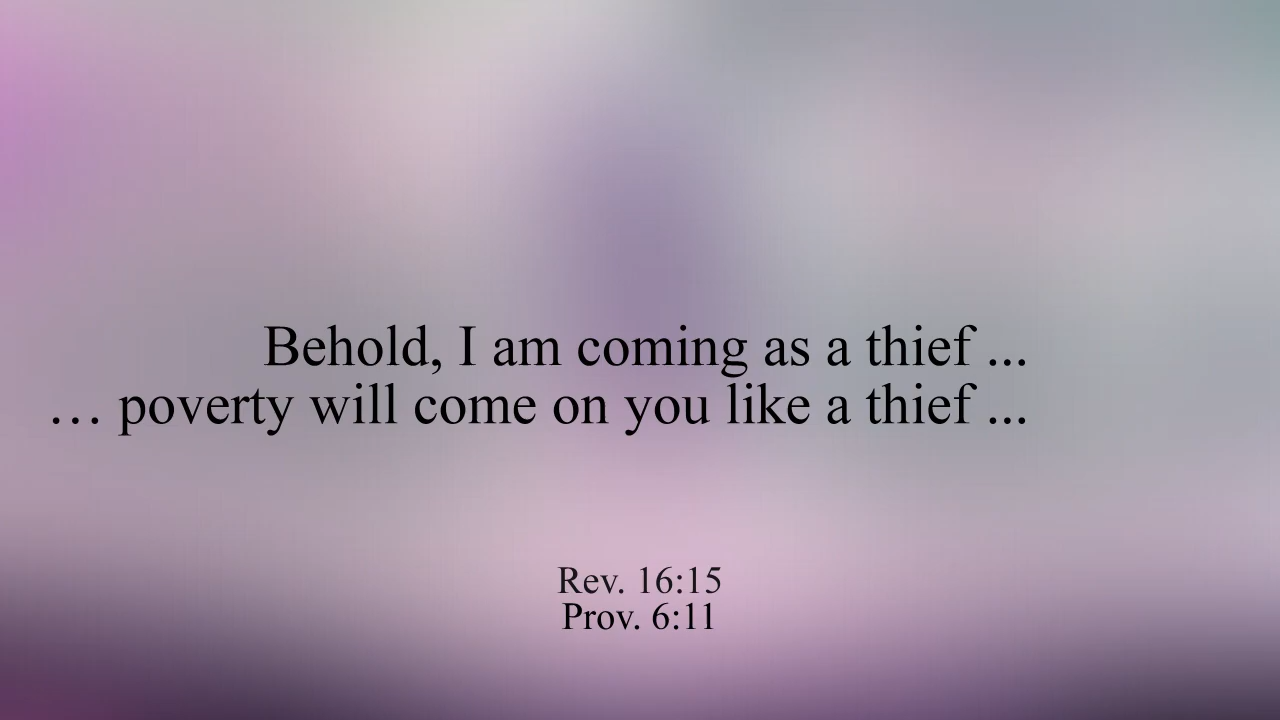 Behold, I am coming as a thief ...
… poverty will come on you like a thief ...
Rev. 16:15
Prov. 6:11